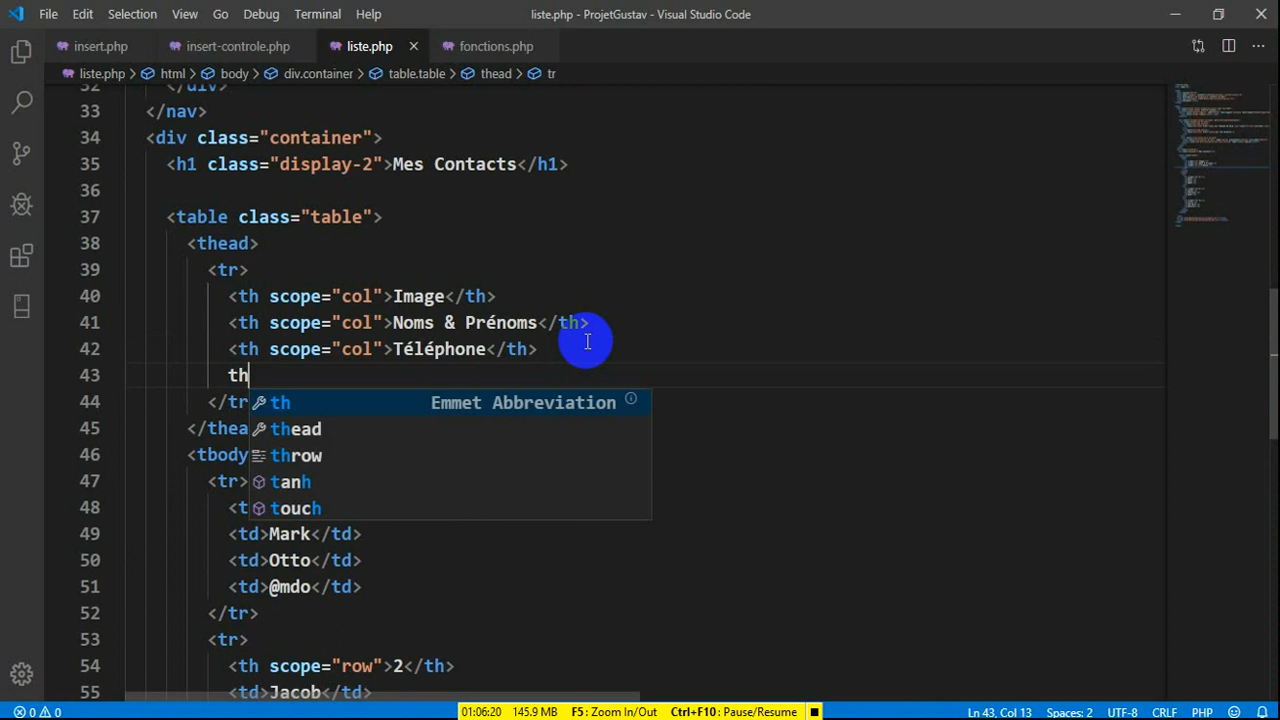 File Edit Selection View Go Debug Terminal Help liste.php - ProjetGustav - Visual Studio Code
insert.php insert-controle.php liste.php fonctions.php
liste.php > html > body > div.container > table.table > thead > tr
32 </div>
33 </nav>
34 <div class="container">
35 <h1 class="display-2">Mes Contacts</h1>
36
37 <table class="table">
38 <thead>
39 <tr>
40 <th scope="col">Image</th>
41 <th scope="col">Noms & Prénoms</th>
42 <th scope="col">Téléphone</th>
43 th
44 </tr th Emmet Abbreviation
45 </thea thead
46 <tbody throw
47 <tr> tanh
48 <t touch
49 <td>Mark</td>
50 <td>Otto</td>
51 <td>@mdo</td>
52 </tr>
53 <tr>
54 <th scope="row">2</th>
55 <td>Jacob</td>
0 0 01:06:20 145.9 MB F5: Zoom In/Out Ctrl+F10: Pause/Resume Ln 43, Col 13 Spaces: 2 UTF-8 CRLF PHP